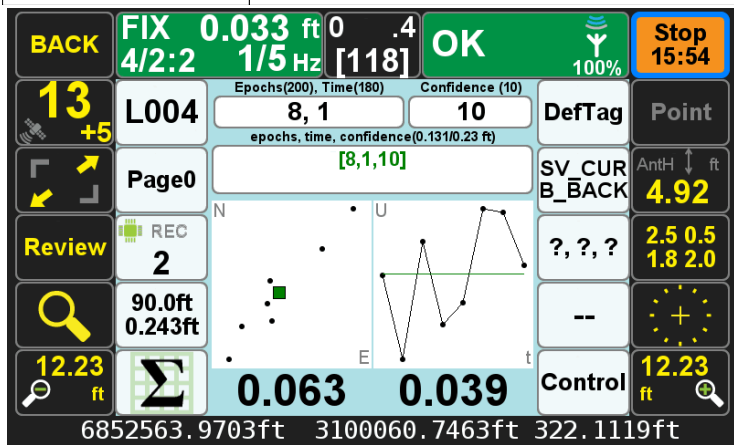 BACK
FIX 0.033 ft
4/2:2 1/5 Hz
0 .4
[118]
OK
100%
Stop
15:54
13
+5
L004
Epochs(200), Time(180)
Confidence (10)
8, 1
10
epochs, time, confidence(0.131/0.23 ft)
[8,1,10]
DefTag
Point
Page0
SV_CUR
B_BACK
AntH ft
4.92
Review
REC
2
N
E
U
t
?, ?, ?
2.5 0.5
1.8 2.0
90.0ft
0.243ft
--
12.23
ft
Σ
0.063
0.039
Control
12.23
ft
6852563.9703ft 3100060.7463ft 322.1119ft